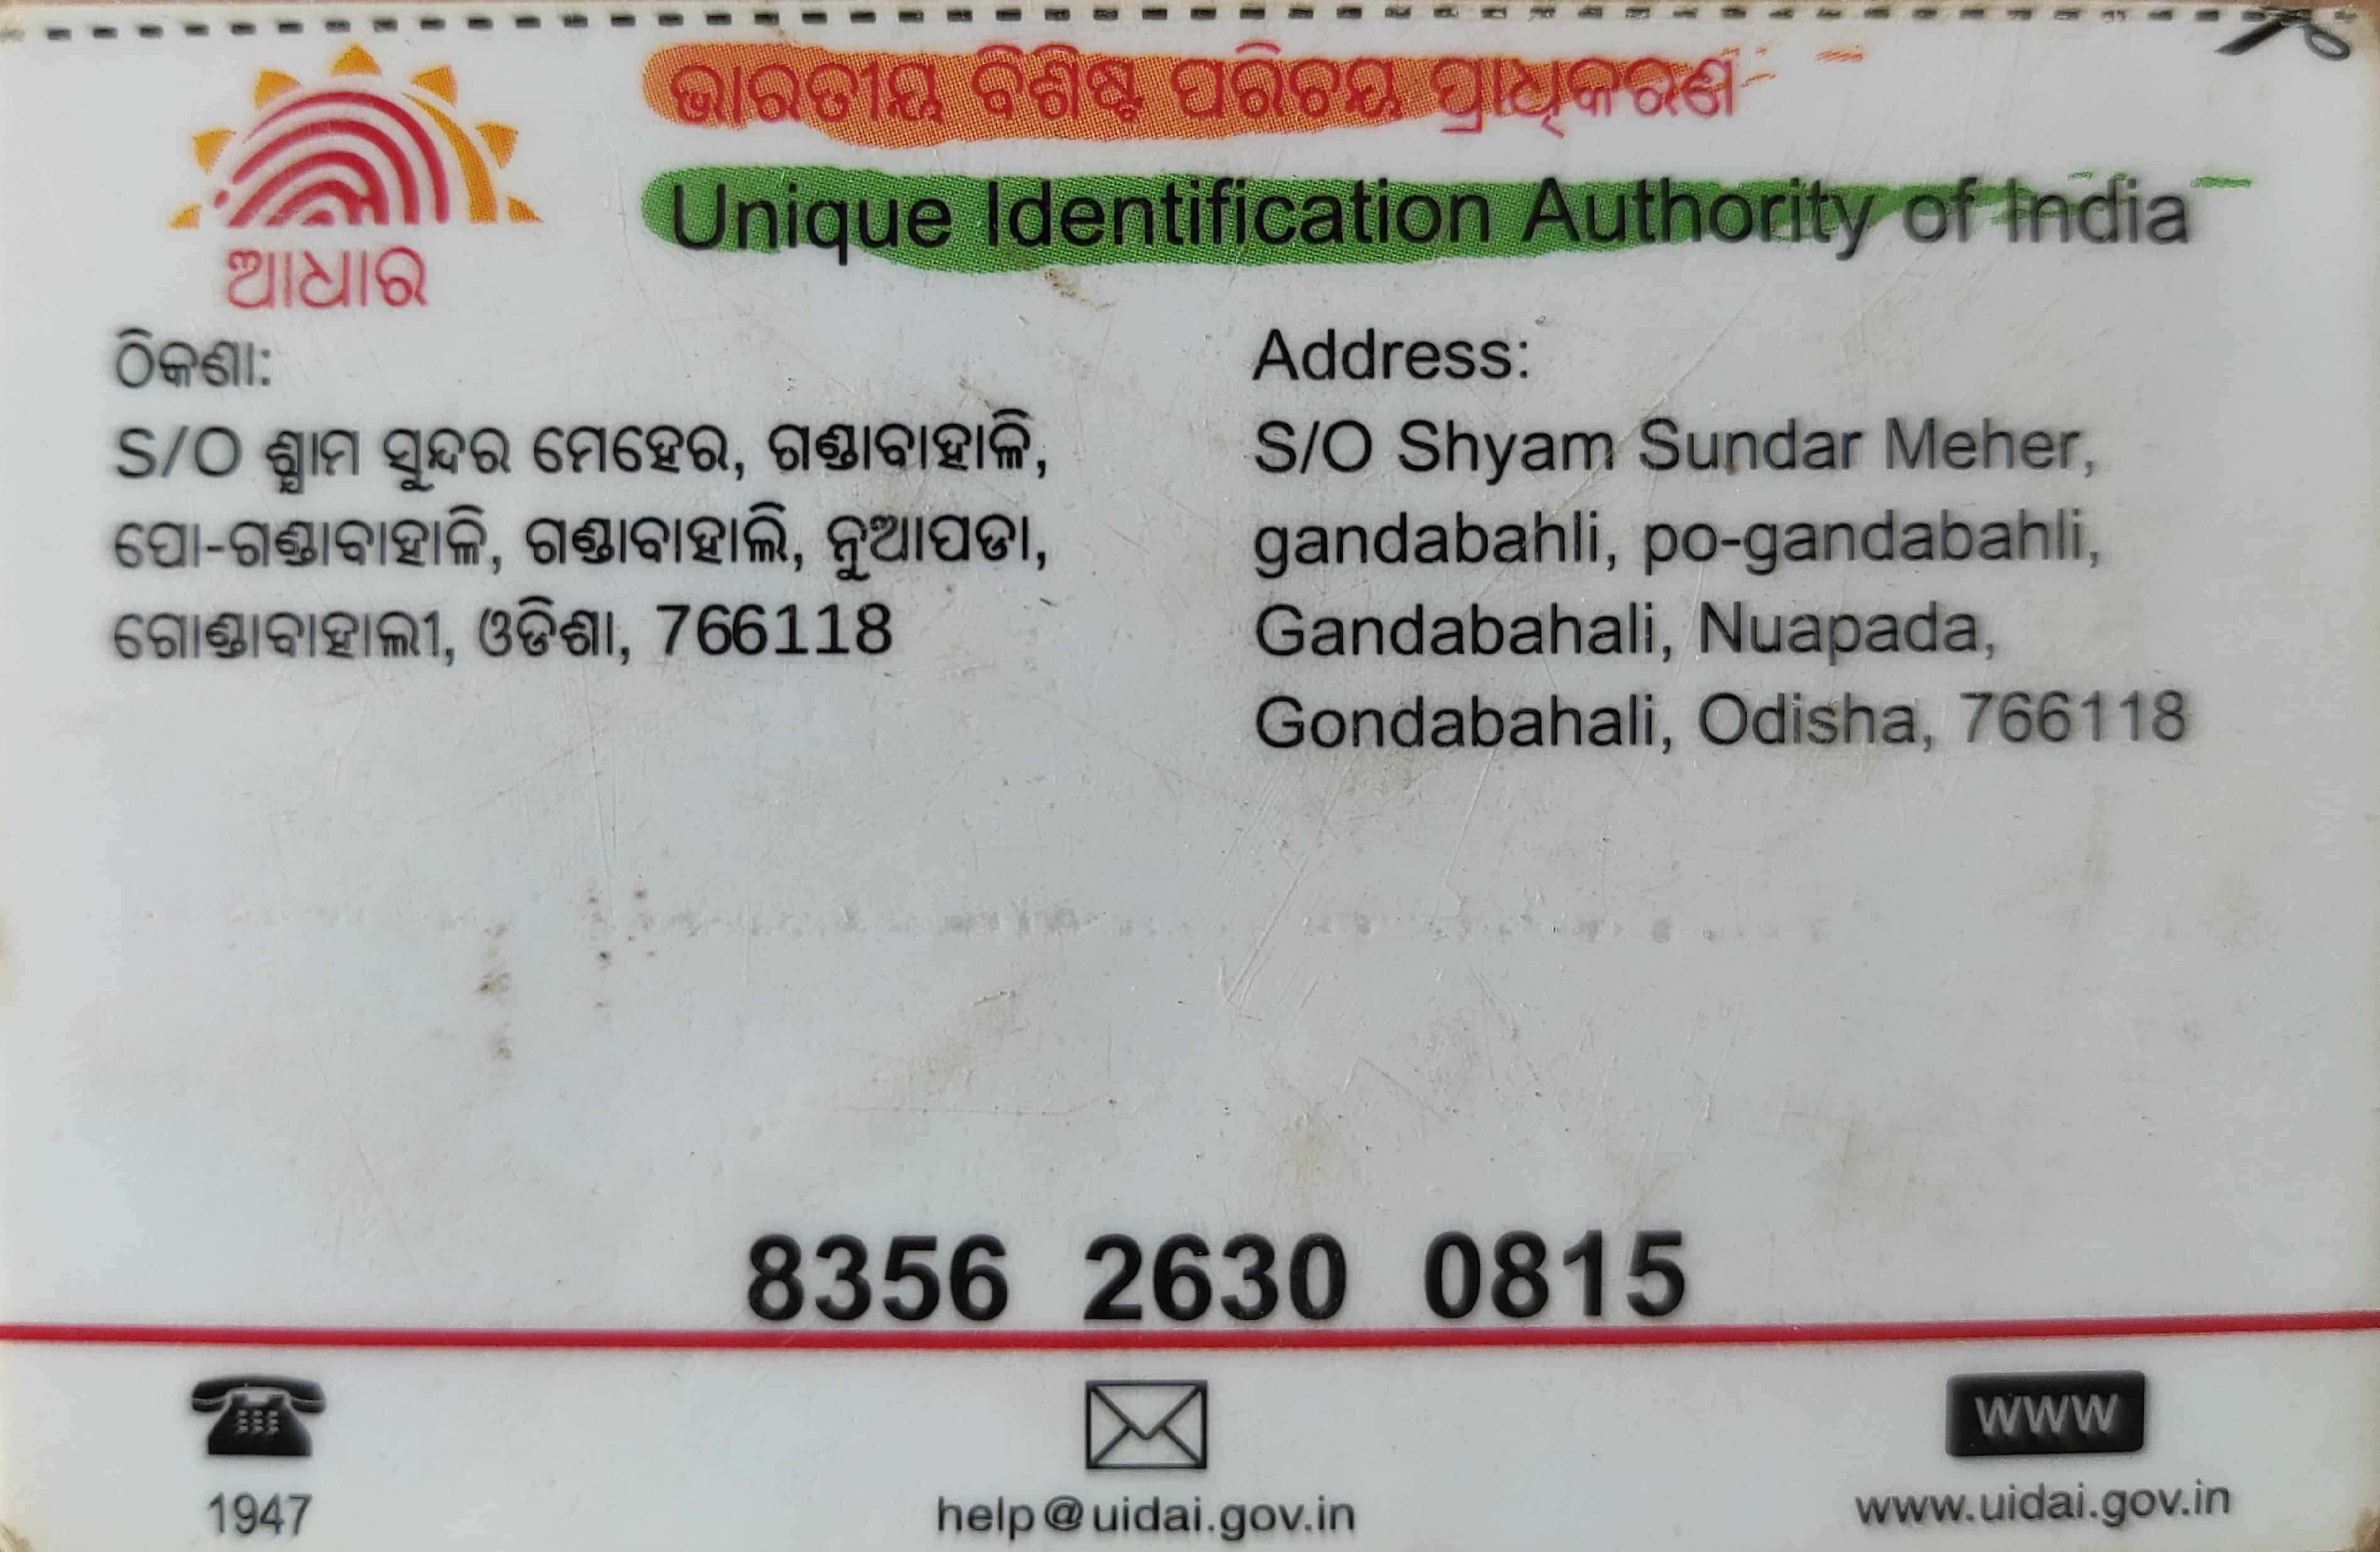 ଭାରତୀୟ ବିଶିଷ୍ଟ ପରିଚୟ ପ୍ରାଧିକରଣ
Unique Identification Authority of India
ଆଧାର
ଠିକଣା:
S/O ଶ୍ଯାମ ସୁନ୍ଦର ମେହେର, ଗଣ୍ଡାବାହାଳି,
ପୋ-ଗଣ୍ଡାବାହାଳି, ଗଣ୍ଡାବାହାଲି, ନୁଆପଡା,
ଗୋଣ୍ଡାବାହାଲୀ, ଓଡିଶା, 766118
Address:
S/O Shyam Sundar Meher,
gandabahli, po-gandabahli,
Gandabahali, Nuapada,
Gondabahali, Odisha, 766118
8356 2630 0815
1947
help@uidai.gov.in
www
www.uidai.gov.in